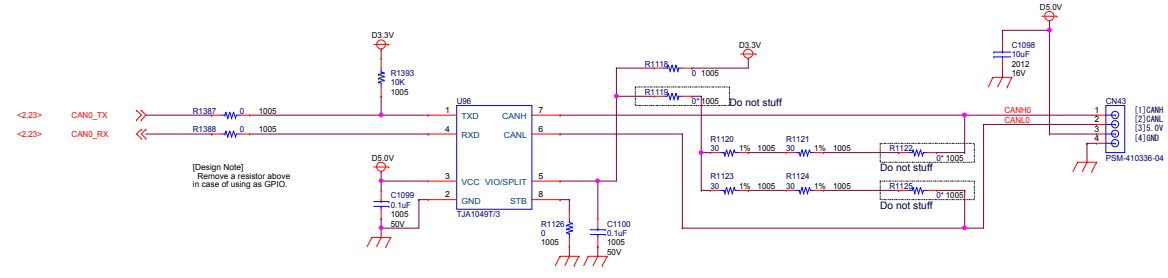 D5.0V
D3.3V
D3.3V
C1098
10uF
2012
16V
R1393
10K
1005
R1118
0 1005
R1119
0* 1005
Do not stuff
<2,23> CAN0_TX
R1387 0 1005
<2,23> CAN0_RX
R1388 0 1005
U96
1 TXD
CANH 7
4 RXD
CANL 6
3 VCC
VIO/SPLIT 5
2 GND
STB 8
TJA1049T/3
CANH0
CANL0
CN43
1 [1]CANH
2 [2]CANL
3 [3]5.0V
4 [4]GND
PSM-410336-04
R1120
30 1% 1005
R1121
30 1% 1005
R1122
0* 1005
Do not stuff
R1123
30 1% 1005
R1124
30 1% 1005
R1125
0* 1005
Do not stuff
[Design Note]
Remove a resistor above
in case of using as GPIO.
D5.0V
C1099
0.1uF
1005
50V
R1126
0
1005
C1100
0.1uF
1005
50V